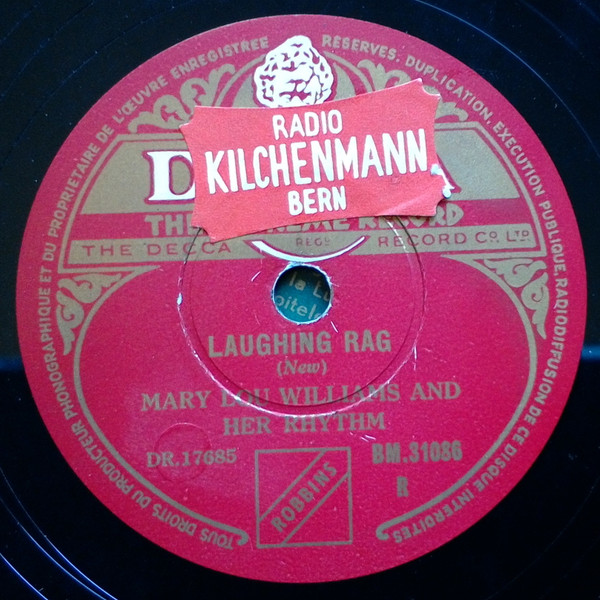 TOUS DROITS DU PRODUCTEUR PHONOGRAPHIQUE ET DU PROPRIETAIRE DE L'ŒUVRE ENREGISTREE RESERVES, DUPLICATION, EXECUTION PUBLIQUE, RADIODIFFUSION DE CE DISQUE INTERDITES
RADIO
KILCHENMANN
BERN
RECORD
THE DECCA REGD RECORD CO. LTD.
LAUGHING RAG
(New)
MARY LOU WILLIAMS AND
HER RHYTHM
DR.17685
BM.31086
R
ROBBINS